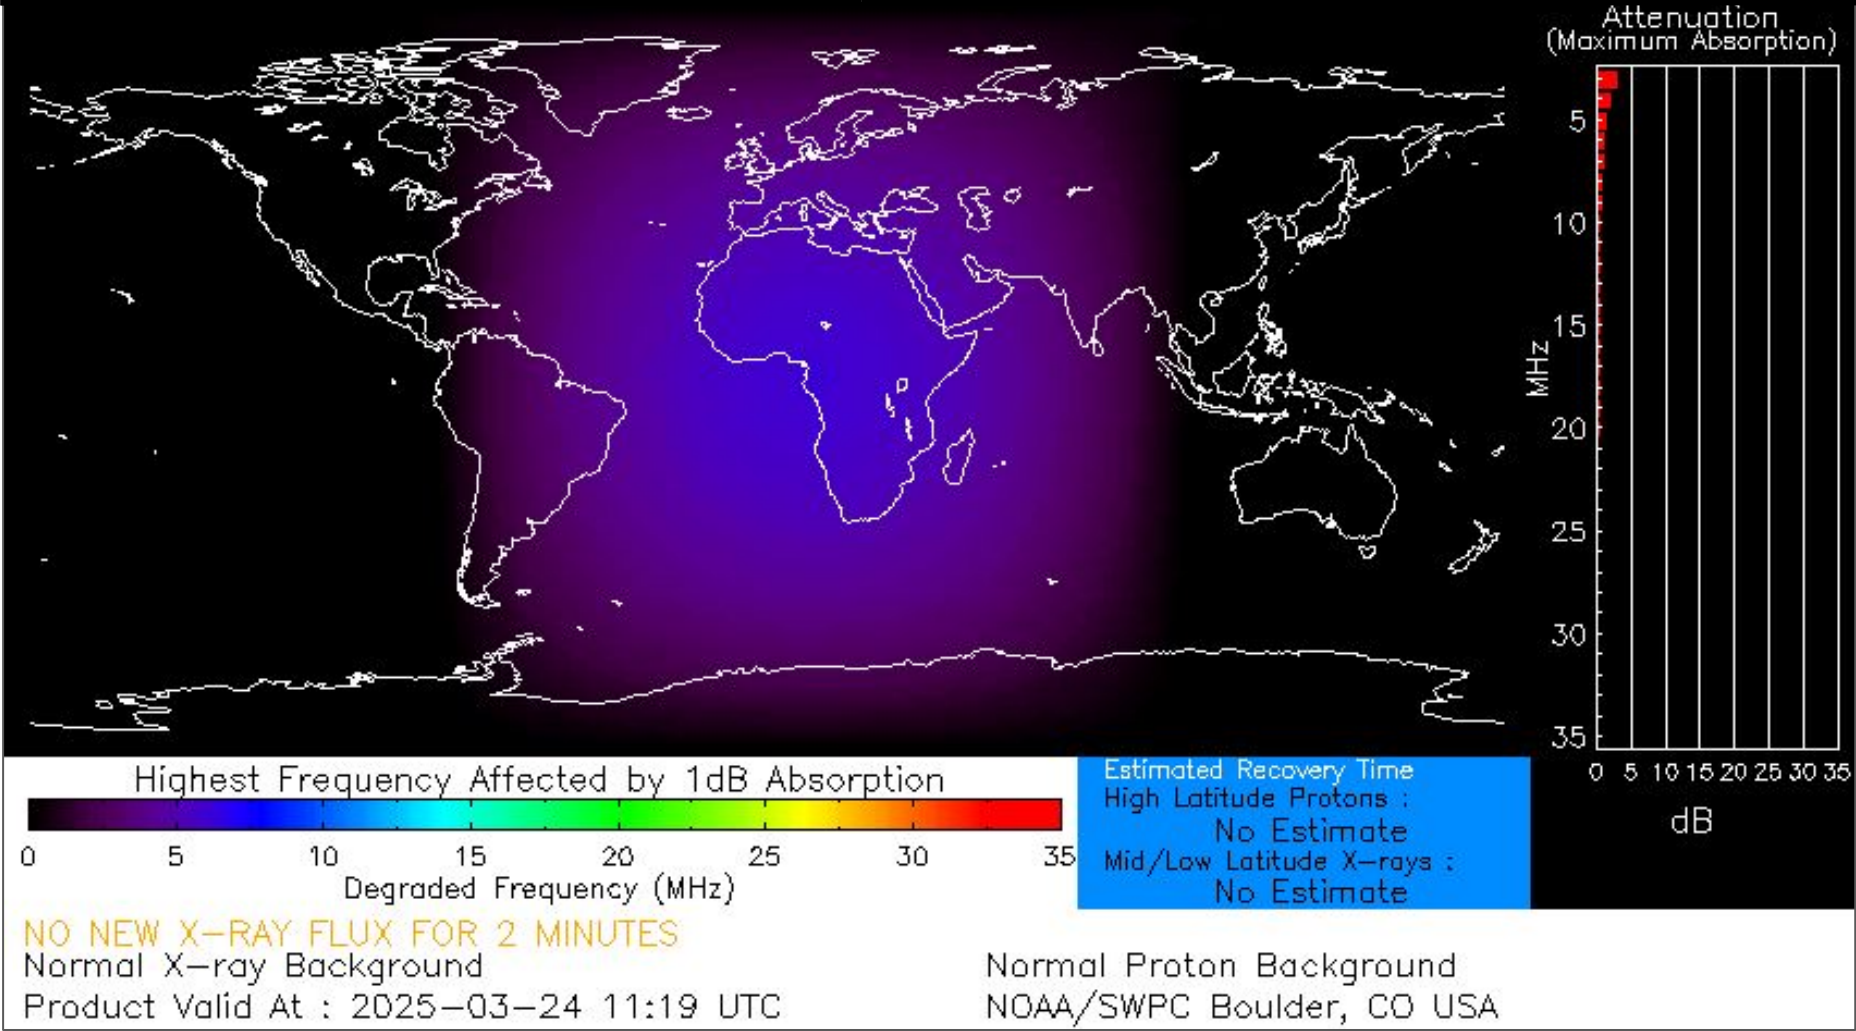 Attenuation
(Maximum Absorption)
5
10
15
20
25
30
35
MHz
0 5 10 15 20 25 30 35
dB
Highest Frequency Affected by 1dB Absorption
0 5 10 15 20 25 30 35
Degraded Frequency (MHz)
Estimated Recovery Time
High Latitude Protons :
No Estimate
Mid/Low Latitude X-rays :
No Estimate
NO NEW X-RAY FLUX FOR 2 MINUTES
Normal X-ray Background
Product Valid At : 2025-03-24 11:19 UTC
Normal Proton Background
NOAA/SWPC Boulder, CO USA